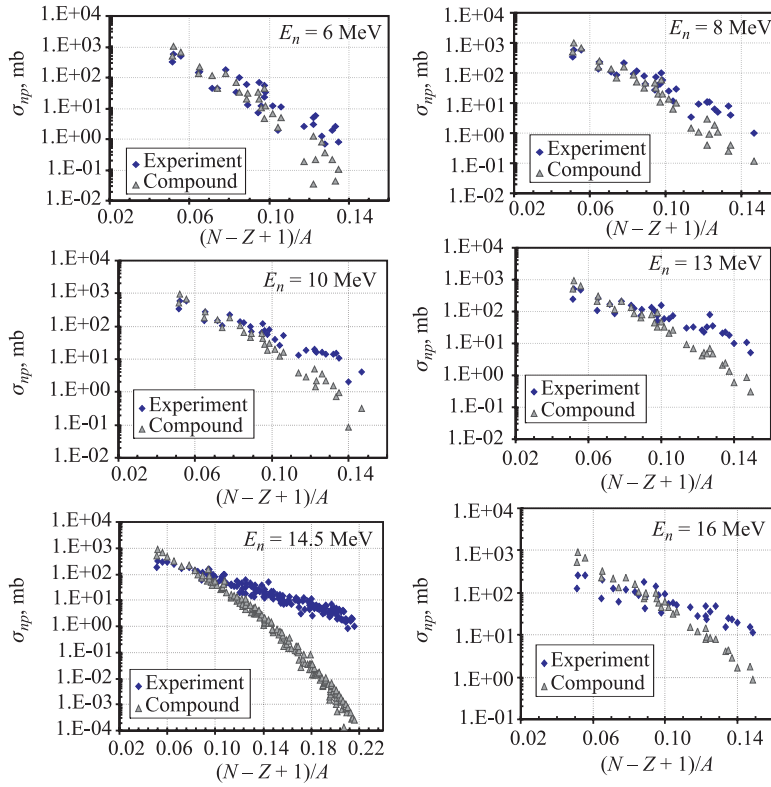 E_n = 6 MeV
1.E+04
1.E+03
1.E+02
1.E+01
1.E+00
1.E-01
1.E-02
σ_np, mb
Experiment
Compound
0.02 0.06 0.10 0.14
(N – Z + 1)/A
E_n = 8 MeV
1.E+04
1.E+03
1.E+02
1.E+01
1.E+00
1.E-01
1.E-02
σ_np, mb
Experiment
Compound
0.02 0.06 0.10 0.14
(N – Z + 1)/A
E_n = 10 MeV
1.E+04
1.E+03
1.E+02
1.E+01
1.E+00
1.E-01
1.E-02
σ_np, mb
Experiment
Compound
0.02 0.06 0.10 0.14
(N – Z + 1)/A
E_n = 13 MeV
1.E+04
1.E+03
1.E+02
1.E+01
1.E+00
1.E-01
1.E-02
σ_np, mb
Experiment
Compound
0.02 0.06 0.10 0.14
(N – Z + 1)/A
E_n = 14.5 MeV
1.E+04
1.E+03
1.E+02
1.E+01
1.E+00
1.E-01
1.E-02
1.E-03
1.E-04
σ_np, mb
Experiment
Compound
0.02 0.06 0.10 0.14 0.18 0.22
(N – Z + 1)/A
E_n = 16 MeV
1.E+04
1.E+03
1.E+02
1.E+01
1.E+00
1.E-01
σ_np, mb
Experiment
Compound
0.02 0.06 0.10 0.14
(N – Z + 1)/A